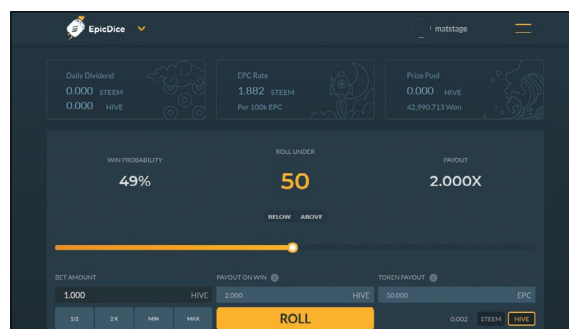 EpicDice
matstage
Daily Dividend
0.000 STEEM
0.000 HIVE
EPC Rate
1.882 STEEM
Per 100k EPC
Prize Pool
0.000 HIVE
42,990.713 Won
WIN PROBABILITY
49%
ROLL UNDER
50
PAYOUT
2.000X
BELOW ABOVE
BET AMOUNT
1.000 HIVE
PAYOUT ON WIN
2.000 HIVE
TOKEN PAYOUT
50.000 EPC
1/2 2X MIN MAX
ROLL
0.002 STEEM HIVE